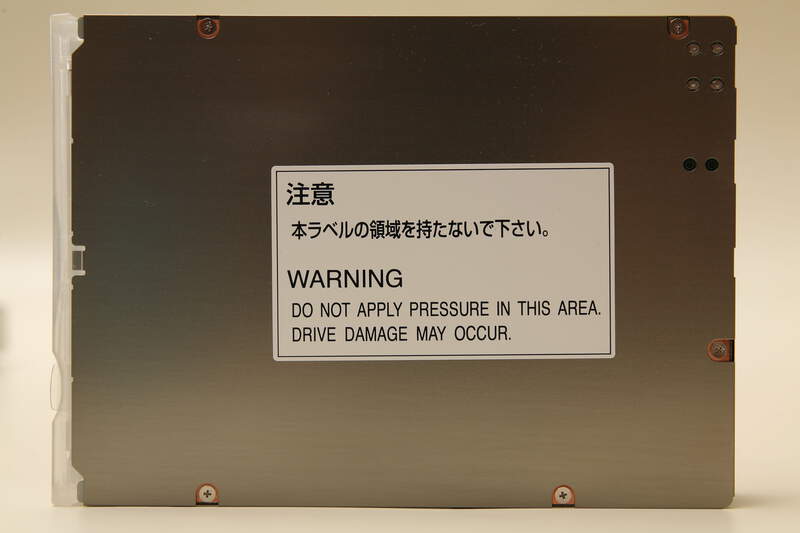 注意
本ラベルの領域を持たないで下さい。
WARNING
DO NOT APPLY PRESSURE IN THIS AREA.
DRIVE DAMAGE MAY OCCUR.